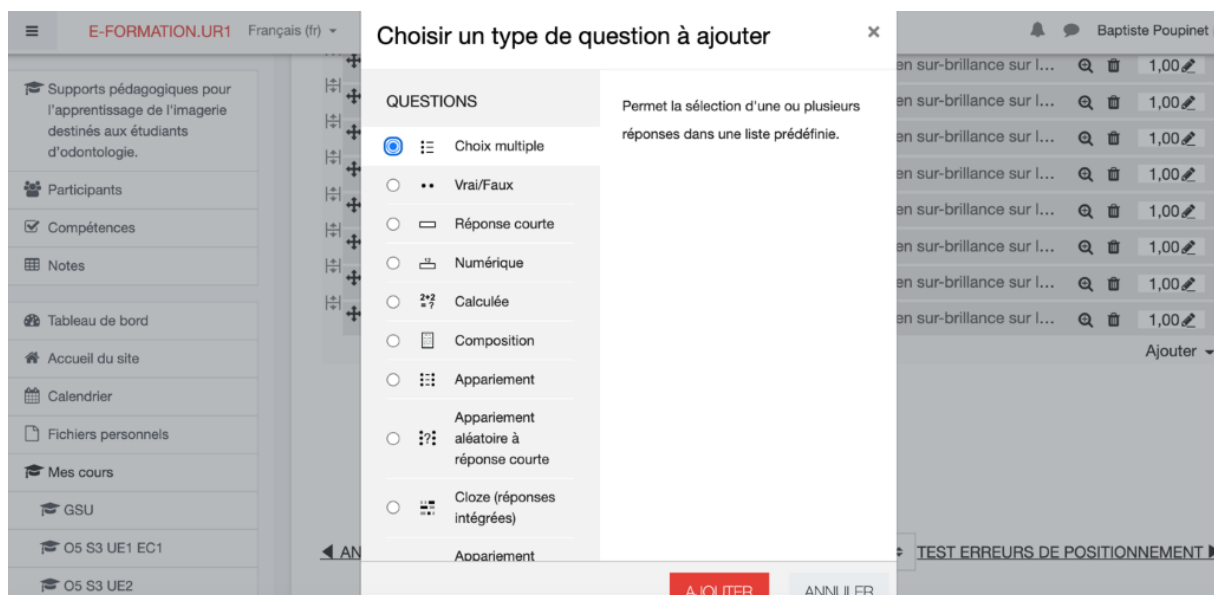 E-FORMATION.UR1 Français (fr)
Baptiste Poupinet
Supports pédagogiques pour
l'apprentissage de l'imagerie
destinés aux étudiants
d'odontologie.
Participants
Compétences
Notes
Tableau de bord
Accueil du site
Calendrier
Fichiers personnels
Mes cours
GSU
O5 S3 UE1 EC1
O5 S3 UE2
Choisir un type de question à ajouter ×
QUESTIONS
Choix multiple
Vrai/Faux
Réponse courte
12
Numérique
2+2
= ?
Calculée
Composition
Appariement
Appariement
aléatoire à
réponse courte
Cloze (réponses
intégrées)
Appariement
Permet la sélection d'une ou plusieurs
réponses dans une liste prédéfinie.
AJOUTER ANNULER
en sur-brillance sur l... 1,00
en sur-brillance sur l... 1,00
en sur-brillance sur l... 1,00
en sur-brillance sur l... 1,00
en sur-brillance sur l... 1,00
en sur-brillance sur l... 1,00
en sur-brillance sur l... 1,00
en sur-brillance sur l... 1,00
Ajouter
◀ AN
TEST ERREURS DE POSITIONNEMENT